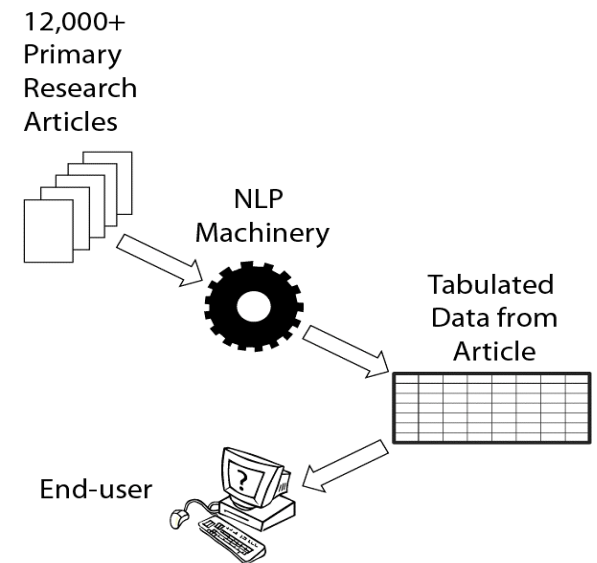 12,000+
Primary
Research
Articles
NLP
Machinery
Tabulated
Data from
Article
End-user
?